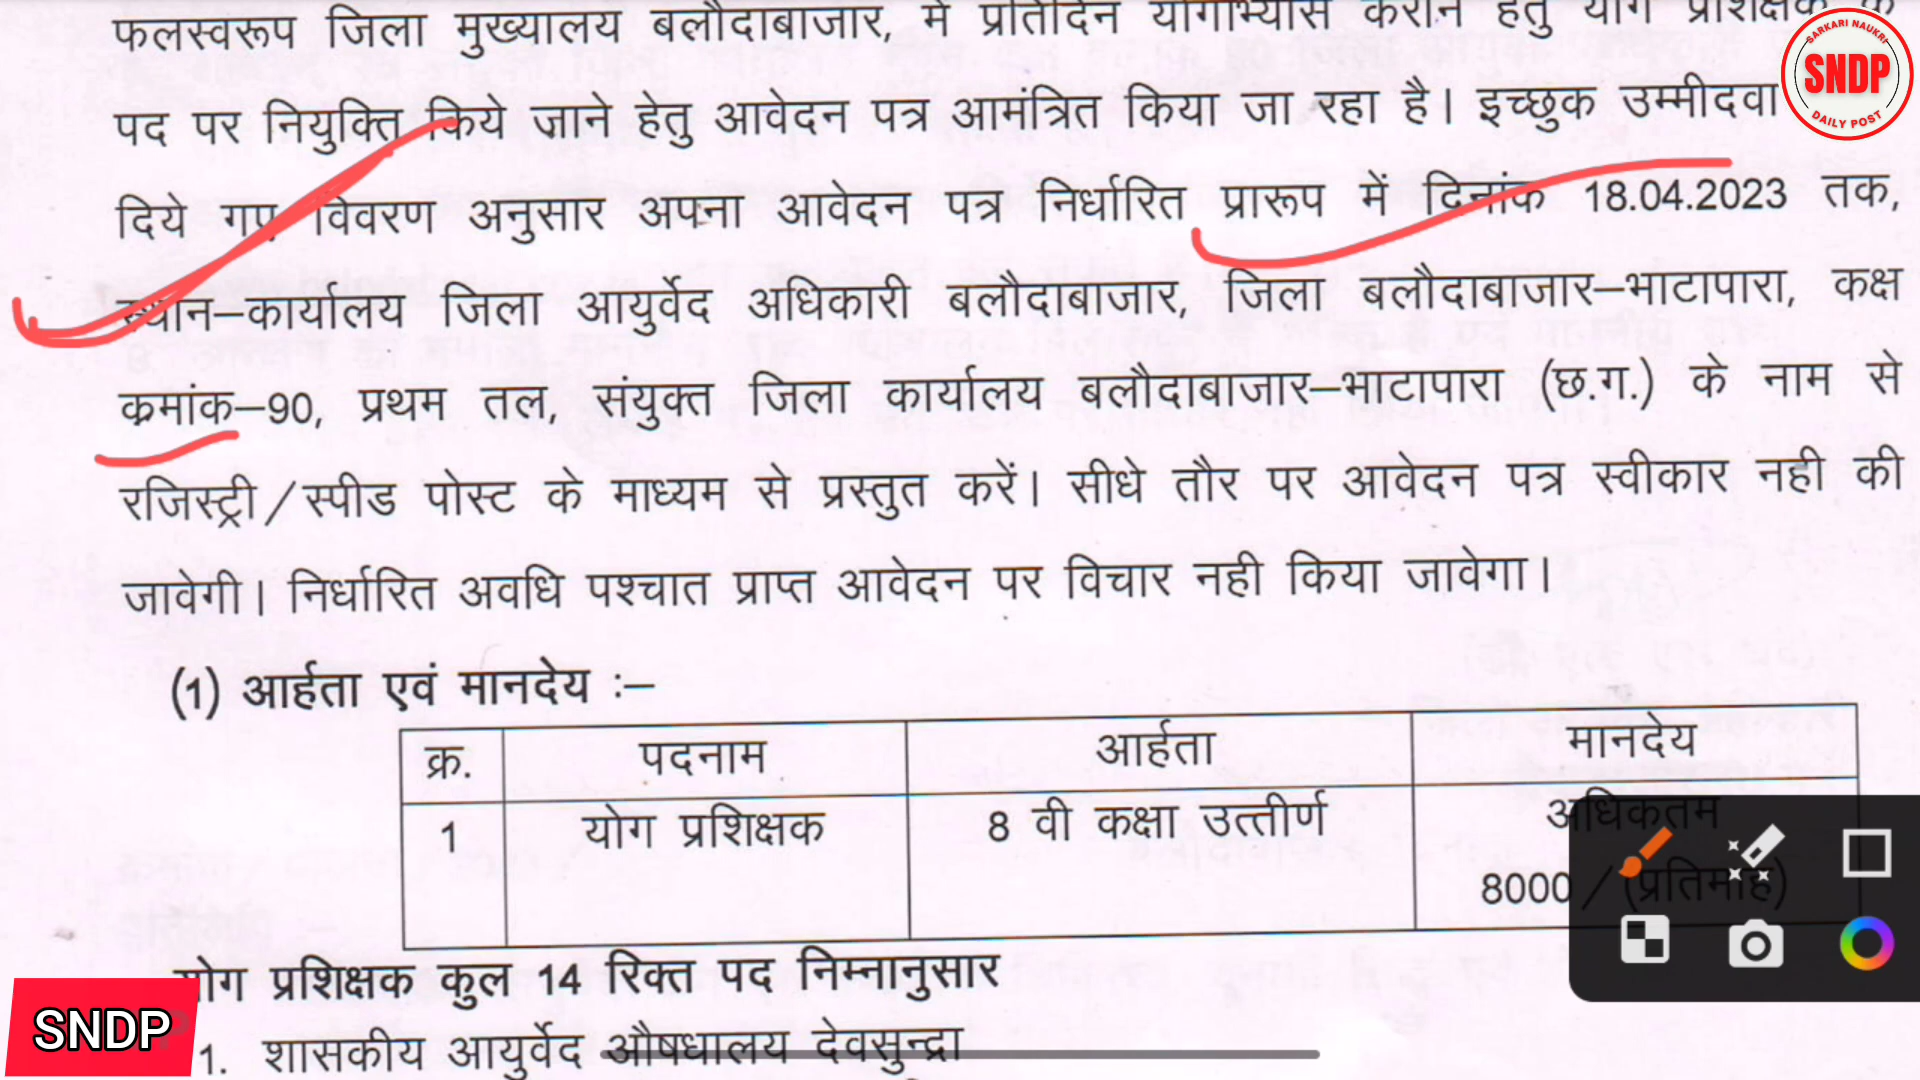 फलस्वरूप जिला मुख्यालय बलौदाबाजार, में प्रतिदिन योगाभ्यास कराने हेतु योग प्रशिक्षक के
पद पर नियुक्ति किये जाने हेतु आवेदन पत्र आमंत्रित किया जा रहा है। इच्छुक उम्मीदवा
दिये गए विवरण अनुसार अपना आवेदन पत्र निर्धारित प्रारूप में दिनांक 18.04.2023 तक,
स्थान–कार्यालय जिला आयुर्वेद अधिकारी बलौदाबाजार, जिला बलौदाबाजार–भाटापारा, कक्ष
क्रमांक–90, प्रथम तल, संयुक्त जिला कार्यालय बलौदाबाजार–भाटापारा (छ.ग.) के नाम से
रजिस्ट्री/स्पीड पोस्ट के माध्यम से प्रस्तुत करें। सीधे तौर पर आवेदन पत्र स्वीकार नही की
जावेगी। निर्धारित अवधि पश्चात प्राप्त आवेदन पर विचार नही किया जावेगा।
(1) आर्हता एवं मानदेय :–
क्र. पदनाम आर्हता मानदेय
1 योग प्रशिक्षक 8 वी कक्षा उत्तीर्ण अधिकतम
8000/(प्रतिमाह)
योग प्रशिक्षक कुल 14 रिक्त पद निम्नानुसार
1. शासकीय आयुर्वेद औषधालय देवसुन्द्रा
SARKARI NAUKRI
SNDP
DAILY POST
SNDP